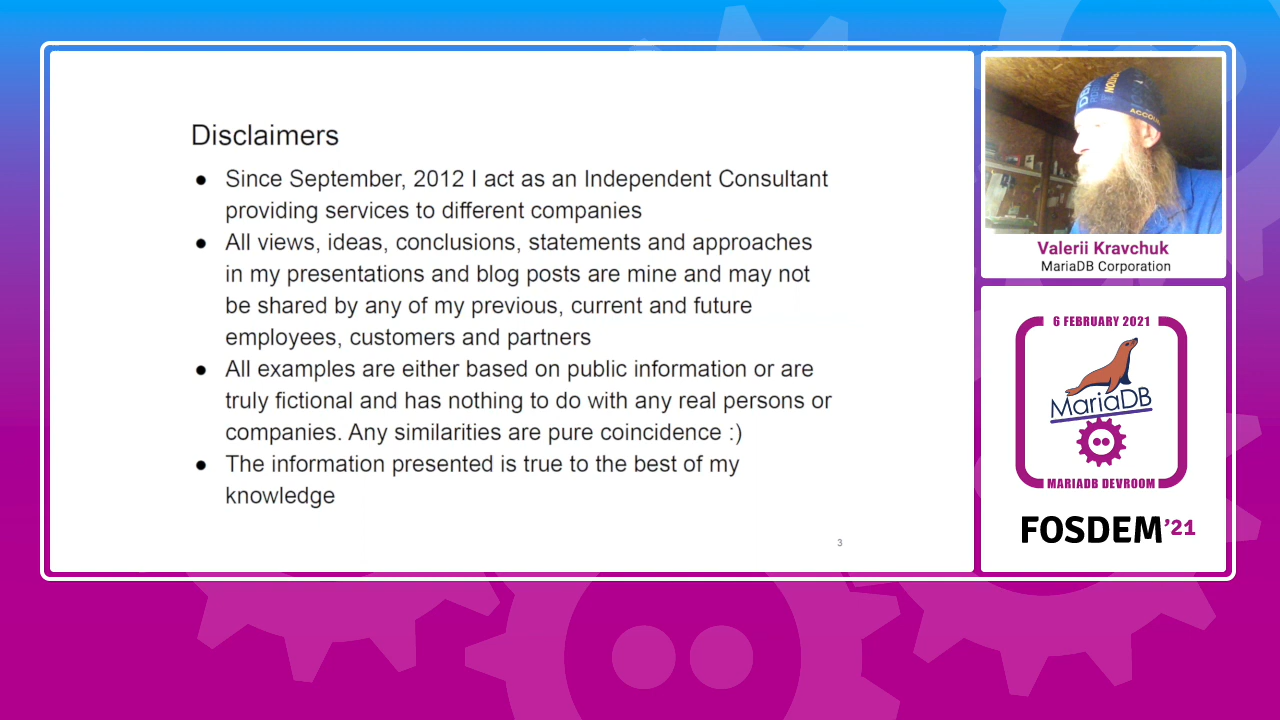 Disclaimers
● Since September, 2012 I act as an Independent Consultant
providing services to different companies
● All views, ideas, conclusions, statements and approaches
in my presentations and blog posts are mine and may not
be shared by any of my previous, current and future
employees, customers and partners
● All examples are either based on public information or are
truly fictional and has nothing to do with any real persons or
companies. Any similarities are pure coincidence :)
● The information presented is true to the best of my
knowledge
3
Valerii Kravchuk
MariaDB Corporation
6 FEBRUARY 2021
MariaDB
MARIADB DEVROOM
FOSDEM'21